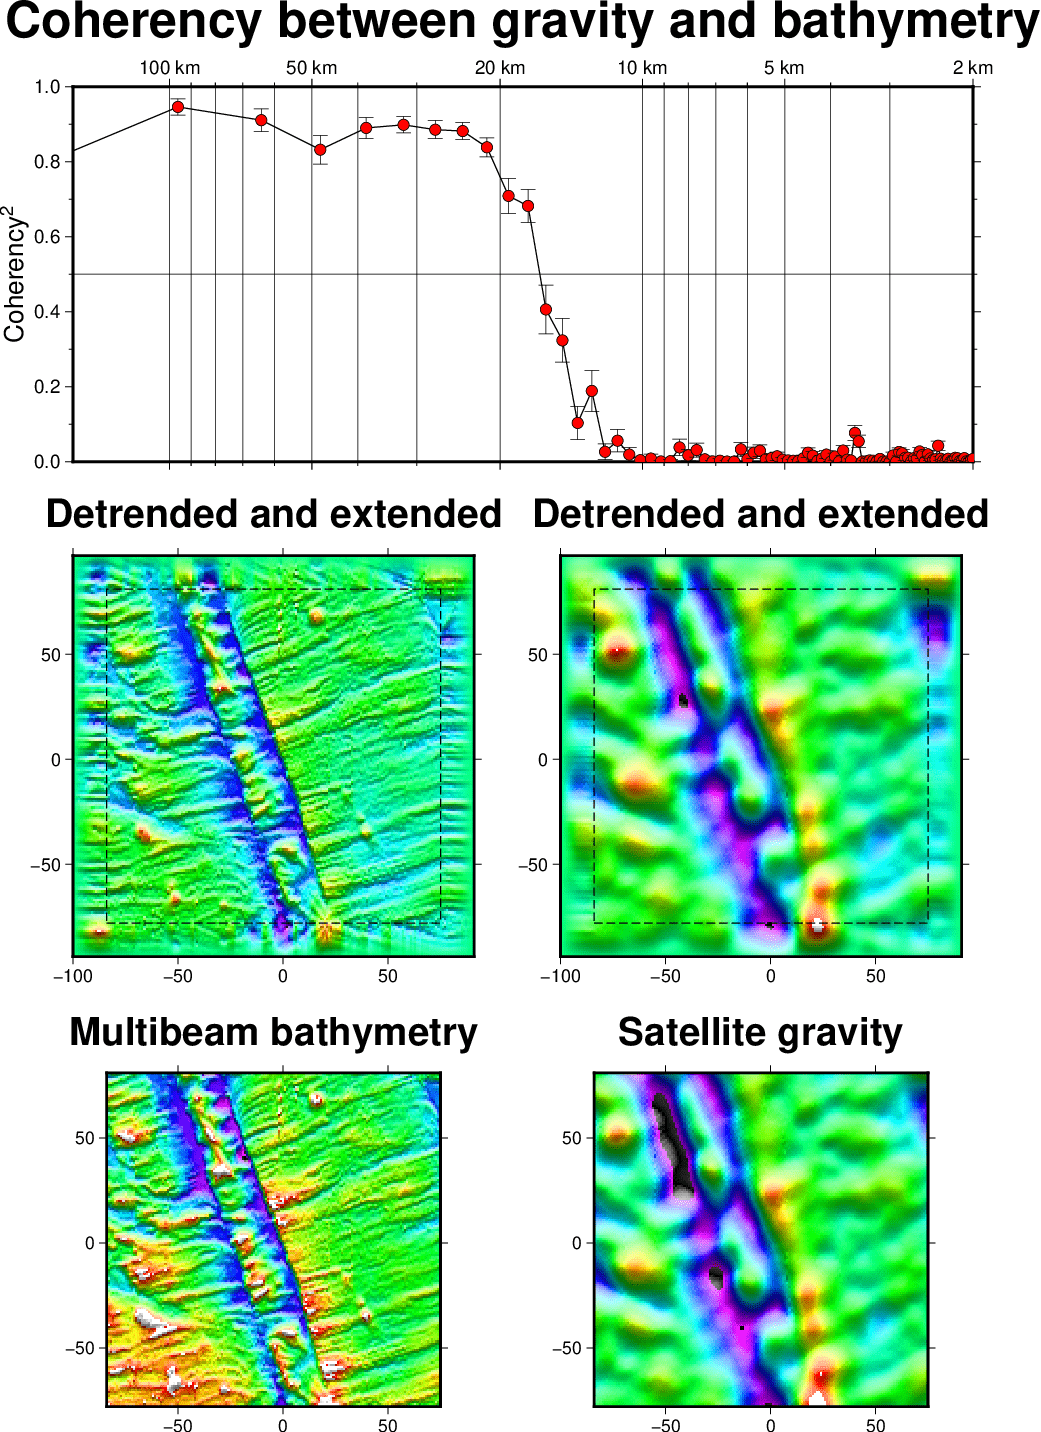 Coherency between gravity and bathymetry
100 km 50 km 20 km 10 km 5 km 2 km
1.0
0.8
0.6
0.4
0.2
0.0
Coherency²
Detrended and extended Detrended and extended
50 50
0 0
−50 −50
−100 −50 0 50 −100 −50 0 50
Multibeam bathymetry Satellite gravity
50 50
0 0
−50 −50
−50 0 50 −50 0 50